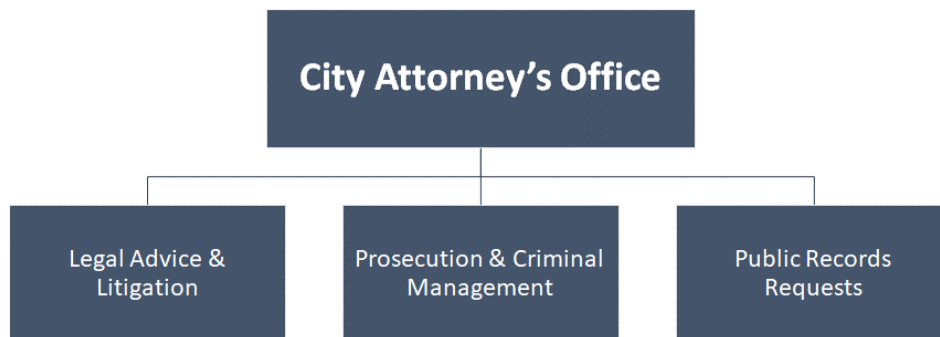 City Attorney’s Office
Legal Advice &
Litigation
Prosecution & Criminal
Management
Public Records
Requests